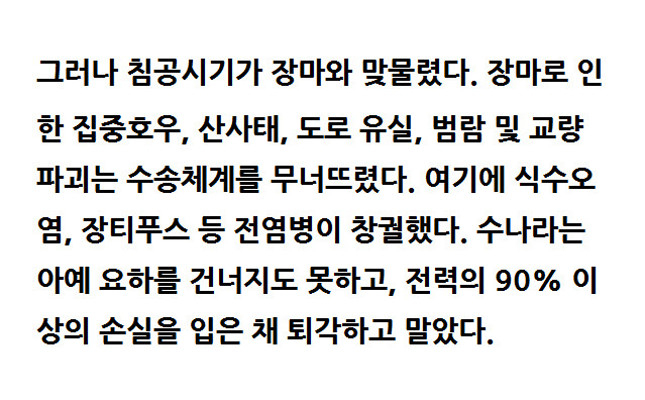 그러나 침공시기가 장마와 맞물렸다. 장마로 인
한 집중호우, 산사태, 도로 유실, 범람 및 교량
파괴는 수송체계를 무너뜨렸다. 여기에 식수오
염, 장티푸스 등 전염병이 창궐했다. 수나라는
아예 요하를 건너지도 못하고, 전력의 90% 이
상의 손실을 입은 채 퇴각하고 말았다.